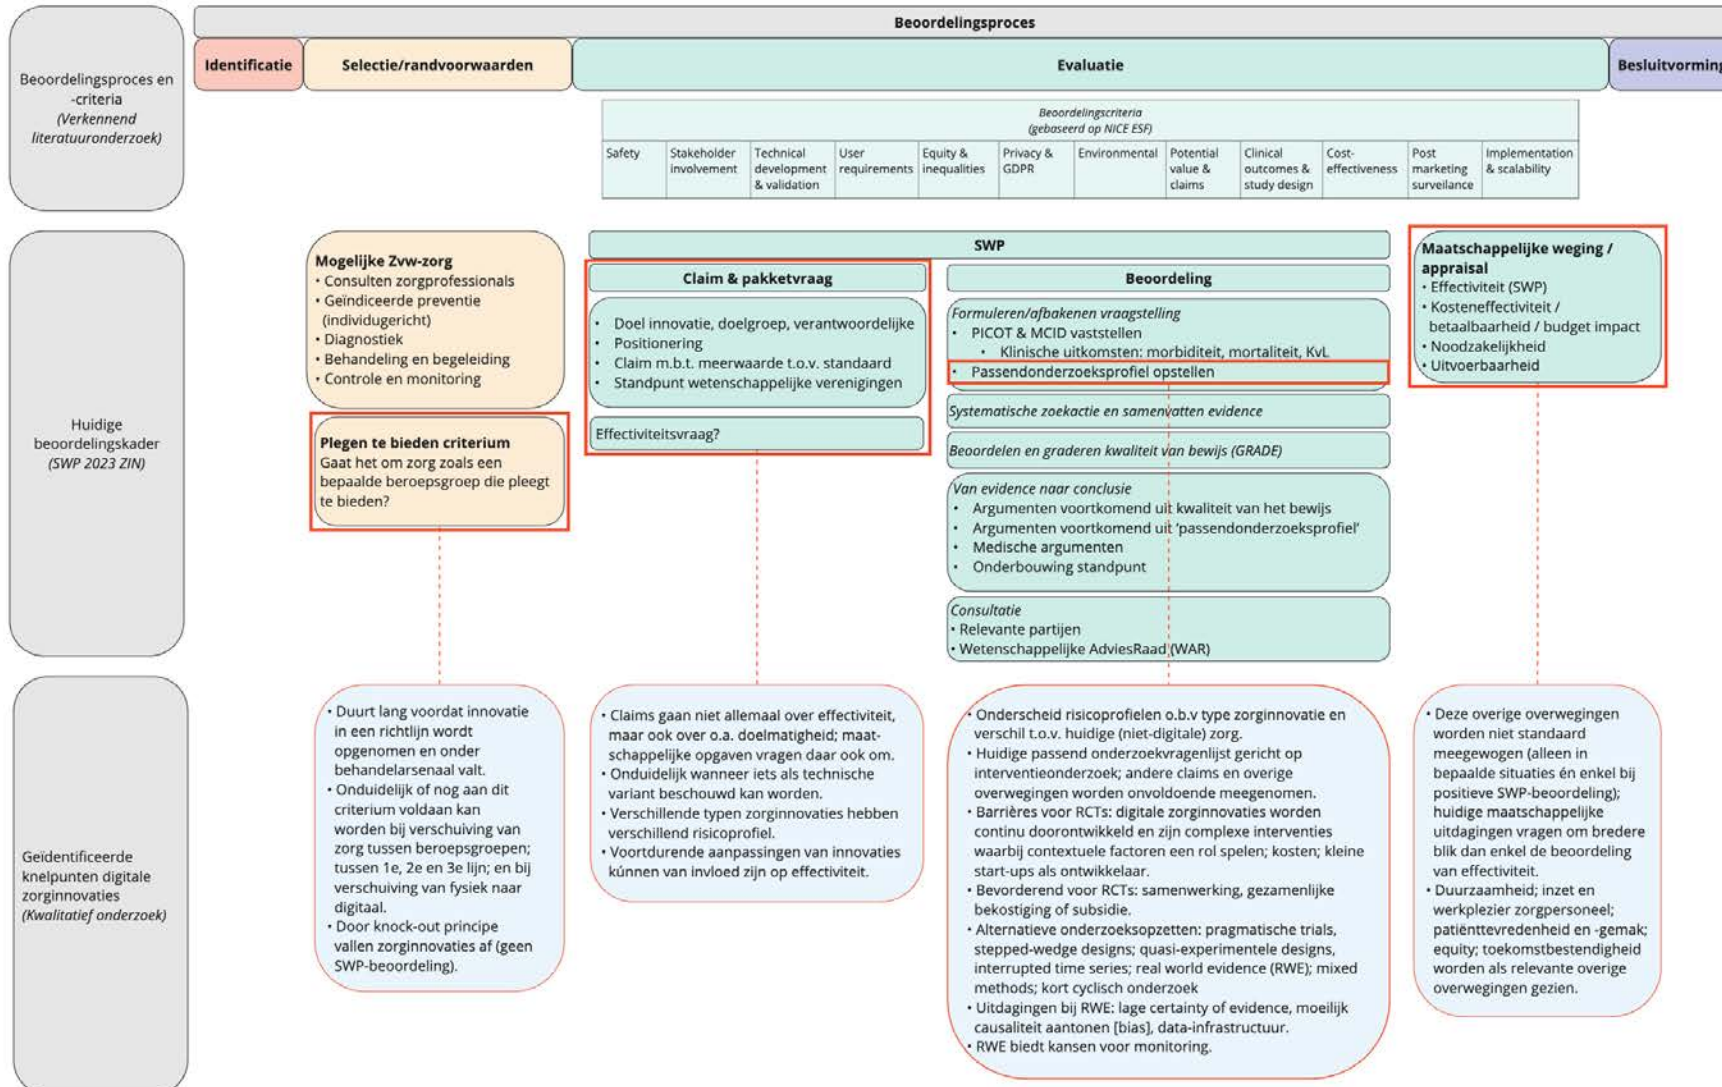 Beoordelingsproces en
-criteria
(Verkennend
literatuuronderzoek)
Beoordelingsproces
Identificatie
Selectie/randvoorwaarden
Evaluatie
Besluitvorming
Beoordelingscriteria
(gebaseerd op NICE ESF)
Safety
Stakeholder
involvement
Technical
development
& validation
User
requirements
Equity &
inequalities
Privacy &
GDPR
Environmental
Potential
value &
claims
Clinical
outcomes &
study design
Cost-
effectiveness
Post
marketing
surveilance
Implementation
& scalability
Huidige
beoordelingskader
(SWP 2023 ZIN)
Mogelijke Zvw-zorg
• Consulten zorgprofessionals
• Geïndiceerde preventie
(individugericht)
• Diagnostiek
• Behandeling en begeleiding
• Controle en monitoring
Plegen te bieden criterium
Gaat het om zorg zoals een
bepaalde beroepsgroep die pleegt
te bieden?
SWP
Claim & pakketvraag
• Doel innovatie, doelgroep, verantwoordelijke
• Positionering
• Claim m.b.t. meerwaarde t.o.v. standaard
• Standpunt wetenschappelijke verenigingen
Effectiviteitsvraag?
Beoordeling
Formuleren/afbakenen vraagstelling
• PICOT & MCID vaststellen
• Klinische uitkomsten: morbiditeit, mortaliteit, KvL
• Passendonderzoeksprofiel opstellen
Systematische zoekactie en samenvatten evidence
Beoordelen en graderen kwaliteit van bewijs (GRADE)
Van evidence naar conclusie
• Argumenten voortkomend uit kwaliteit van het bewijs
• Argumenten voortkomend uit ‘passendonderzoeksprofiel’
• Medische argumenten
• Onderbouwing standpunt
Consultatie
• Relevante partijen
• Wetenschappelijke AdviesRaad (WAR)
Maatschappelijke weging /
appraisal
• Effectiviteit (SWP)
• Kosteneffectiviteit /
betaalbaarheid / budget impact
• Noodzakelijkheid
• Uitvoerbaarheid
Geïdentificeerde
knelpunten digitale
zorginnovaties
(Kwalitatief onderzoek)
• Duurt lang voordat innovatie
in een richtlijn wordt
opgenomen en onder
behandelarsenaal valt.
• Onduidelijk of nog aan dit
criterium voldaan kan
worden bij verschuiving van
zorg tussen beroepsgroepen;
tussen 1e, 2e en 3e lijn; en bij
verschuiving van fysiek naar
digitaal.
• Door knock-out principe
vallen zorginnovaties af (geen
SWP-beoordeling).
• Claims gaan niet allemaal over effectiviteit,
maar ook over o.a. doelmatigheid; maat-
schappelijke opgaven vragen daar ook om.
• Onduidelijk wanneer iets als technische
variant beschouwd kan worden.
• Verschillende typen zorginnovaties hebben
verschillend risicoprofiel.
• Voortdurende aanpassingen van innovaties
kúnnen van invloed zijn op effectiviteit.
• Onderscheid risicoprofielen o.b.v type zorginnovatie en
verschil t.o.v. huidige (niet-digitale) zorg.
• Huidige passend onderzoekvragenlijst gericht op
interventieonderzoek; andere claims en overige
overwegingen worden onvoldoende meegenomen.
• Barrières voor RCTs: digitale zorginnovaties worden
continu doorontwikkeld en zijn complexe interventies
waarbij contextuele factoren een rol spelen; kosten; kleine
start-ups als ontwikkelaar.
• Bevorderend voor RCTs: samenwerking, gezamenlijke
bekostiging of subsidie.
• Alternatieve onderzoeksopzetten: pragmatische trials,
stepped-wedge designs; quasi-experimentele designs,
interrupted time series; real world evidence (RWE); mixed
methods; kort cyclisch onderzoek
• Uitdagingen bij RWE: lage certainty of evidence, moeilijk
causaliteit aantonen [bias], data-infrastructuur.
• RWE biedt kansen voor monitoring.
• Deze overige overwegingen
worden niet standaard
meegewogen (alleen in
bepaalde situaties én enkel bij
positieve SWP-beoordeling);
huidige maatschappelijke
uitdagingen vragen om bredere
blik dan enkel de beoordeling
van effectiviteit.
• Duurzaamheid; inzet en
werkplezier zorgpersoneel;
patiënttevredenheid en -gemak;
equity; toekomstbestendigheid
worden als relevante overige
overwegingen gezien.